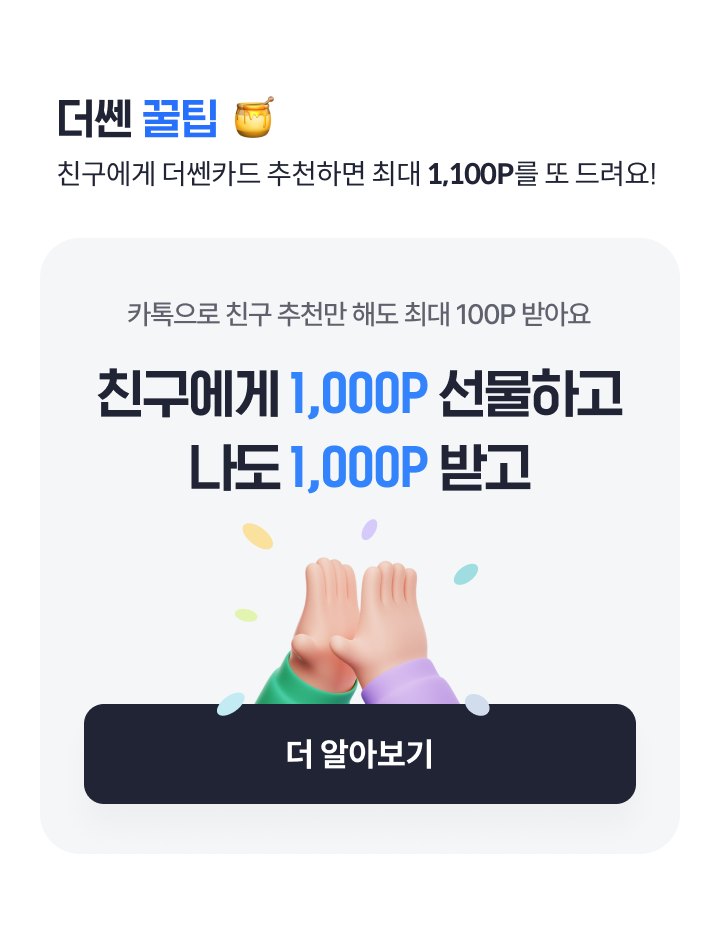 더쎈 꿀팁
친구에게 더쎈카드 추천하면 최대 1,100P를 또 드려요!
카톡으로 친구 추천만 해도 최대 100P 받아요
친구에게 1,000P 선물하고
나도 1,000P 받고
더 알아보기